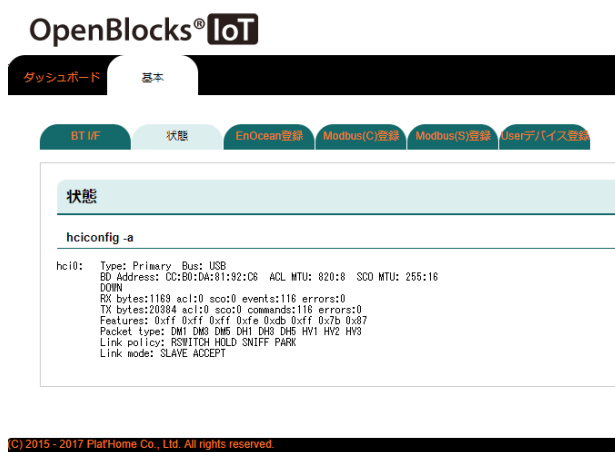 OpenBlocks® IoT
ダッシュボード 基本
BT I/F 状態 EnOcean登録 Modbus(C)登録 Modbus(S)登録 Userデバイス登録
状態
hciconfig -a
hci0: Type: Primary Bus: USB
BD Address: CC:B0:DA:81:92:C6 ACL MTU: 820:8 SCO MTU: 255:16
DOWN
RX bytes:1169 acl:0 sco:0 events:116 errors:0
TX bytes:20384 acl:0 sco:0 commands:116 errors:0
Features: 0xff 0xff 0xff 0xfe 0xdb 0xff 0x7b 0x87
Packet type: DM1 DM3 DM5 DH1 DH3 DH5 HV1 HV2 HV3
Link policy: RSWITCH HOLD SNIFF PARK
Link mode: SLAVE ACCEPT
(C) 2015 - 2017 Plat'Home Co., Ltd. All rights reserved.